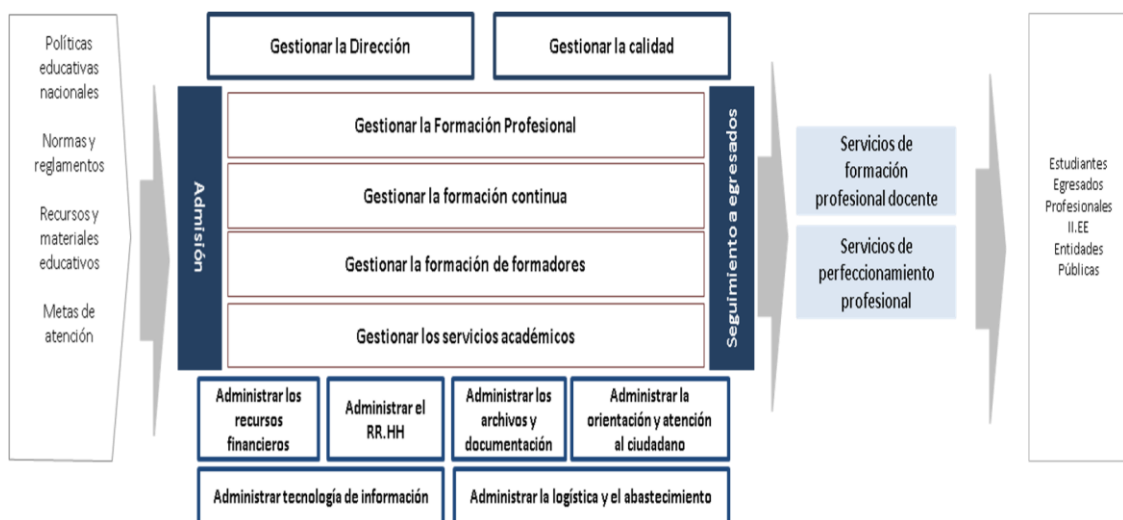 Políticas
educativas
nacionales
Normas y
reglamentos
Recursos y
materiales
educativos
Metas de
atención
Gestionar la Dirección
Gestionar la calidad
Admisión
Gestionar la Formación Profesional
Gestionar la formación continua
Gestionar la formación de formadores
Gestionar los servicios académicos
Seguimiento a egresados
Administrar los
recursos
financieros
Administrar el
RR.HH
Administrar los
archivos y
documentación
Administrar la
orientación y atención
al ciudadano
Administrar tecnología de información
Administrar la logística y el abastecimiento
Servicios de
formación
profesional docente
Servicios de
perfeccionamiento
profesional
Estudiantes
Egresados
Profesionales
II.EE
Entidades
Públicas